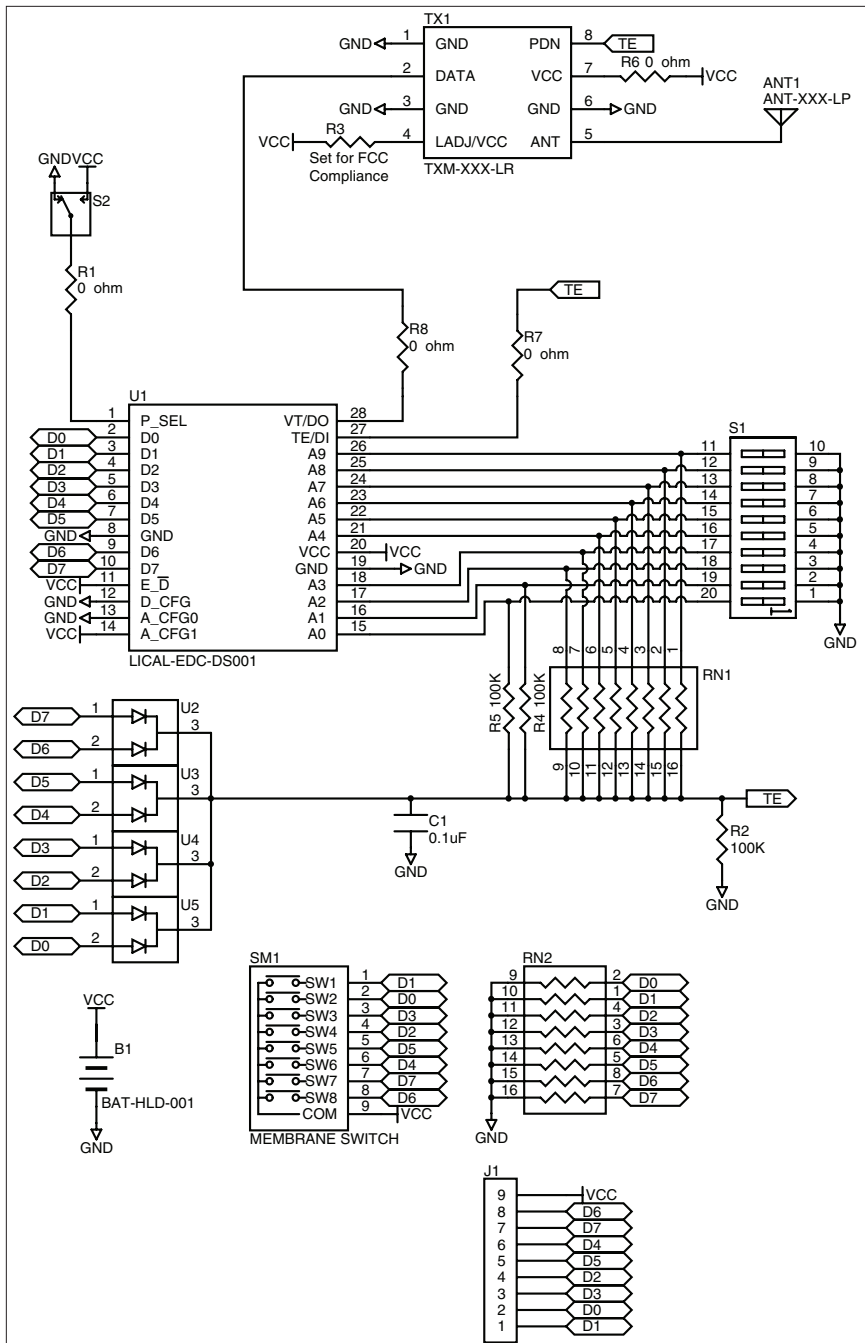 TX1
GND 1 GND PDN 8 TE
R6 0 ohm
2 DATA VCC 7 VCC
ANT1
ANT-XXX-LP
GND 3 GND GND 6 GND
R3
VCC 4 LADJ/VCC ANT 5
Set for FCC
Compliance
TXM-XXX-LR
GND VCC
S2
R1
0 ohm
TE
R8
0 ohm
R7
0 ohm
U1
1 P_SEL VT/DO 28
D0 2 D0 TE/DI 27
D1 3 D1 A9 26
D2 4 D2 A8 25
D3 5 D3 A7 24
D4 6 D4 A6 23
D5 7 D5 A5 22
GND 8 GND A4 21
D6 9 D6 VCC 20 VCC
D7 10 D7 GND 19 GND
VCC 11 E_D A3 18
GND 12 D_CFG A2 17
GND 13 A_CFG0 A1 16
VCC 14 A_CFG1 A0 15
LICAL-EDC-DS001
S1
11 10
12 9
13 8
14 7
15 6
16 5
17 4
18 3
19 2
20 1
GND
8 7 6 5 4 3 2 1
RN1
R5 100K
R4 100K
9 10 11 12 13 14 15 16
D7 1 U2
3
D6 2
D5 1 U3
3
D4 2
D3 1 U4
3
D2 2
D1 1 U5
3
D0 2
TE
C1
0.1uF
GND
R2
100K
GND
SM1
SW1 1 D1
SW2 2 D0
SW3 3 D3
SW4 4 D2
SW5 5 D5
SW6 6 D4
SW7 7 D7
SW8 8 D6
COM 9 VCC
MEMBRANE SWITCH
RN2
9 2 D0
10 1 D1
11 4 D2
12 3 D3
13 6 D4
14 5 D5
15 8 D6
16 7 D7
GND
VCC
B1
BAT-HLD-001
GND
J1
9 VCC
8 D6
7 D7
6 D4
5 D5
4 D2
3 D3
2 D0
1 D1